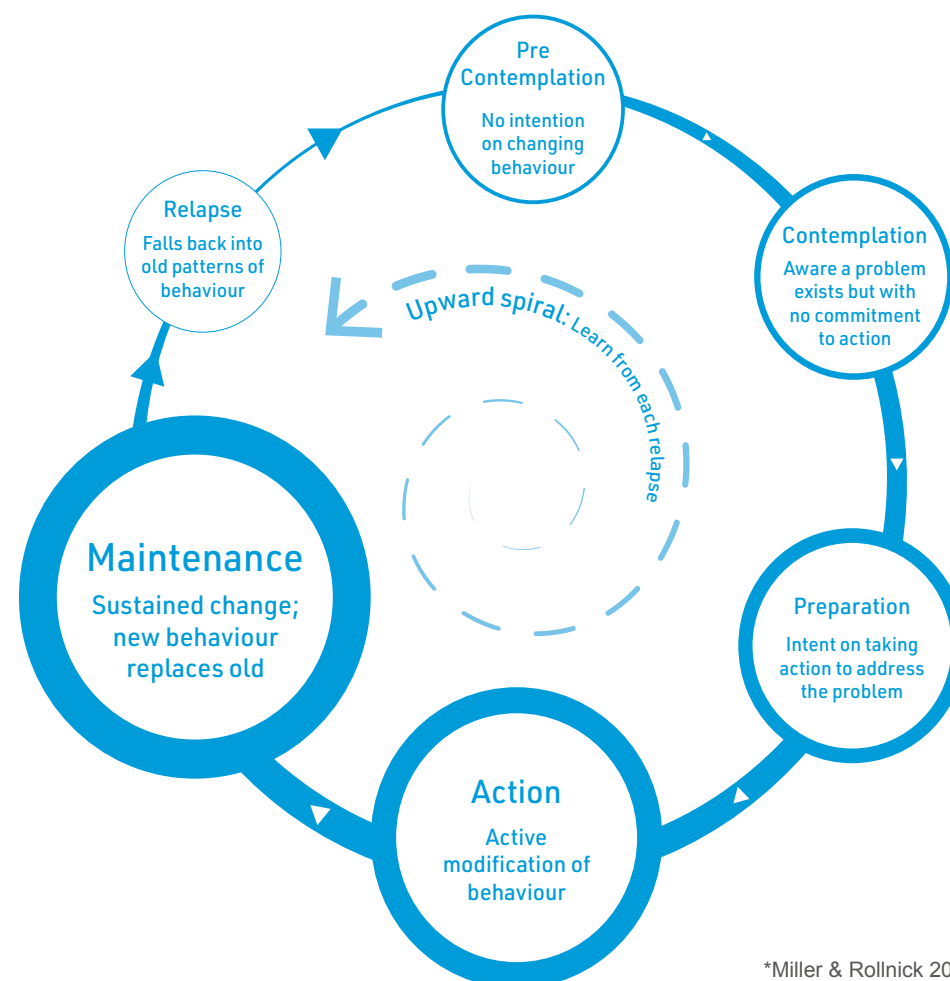 Pre
Contemplation
No intention
on changing
behaviour
Contemplation
Aware a problem
exists but with
no commitment
to action
Preparation
Intent on taking
action to address
the problem
Action
Active
modification of
behaviour
Maintenance
Sustained change;
new behaviour
replaces old
Relapse
Falls back into
old patterns of
behaviour
Upward spiral: Learn from each relapse
*Miller & Rollnick 20